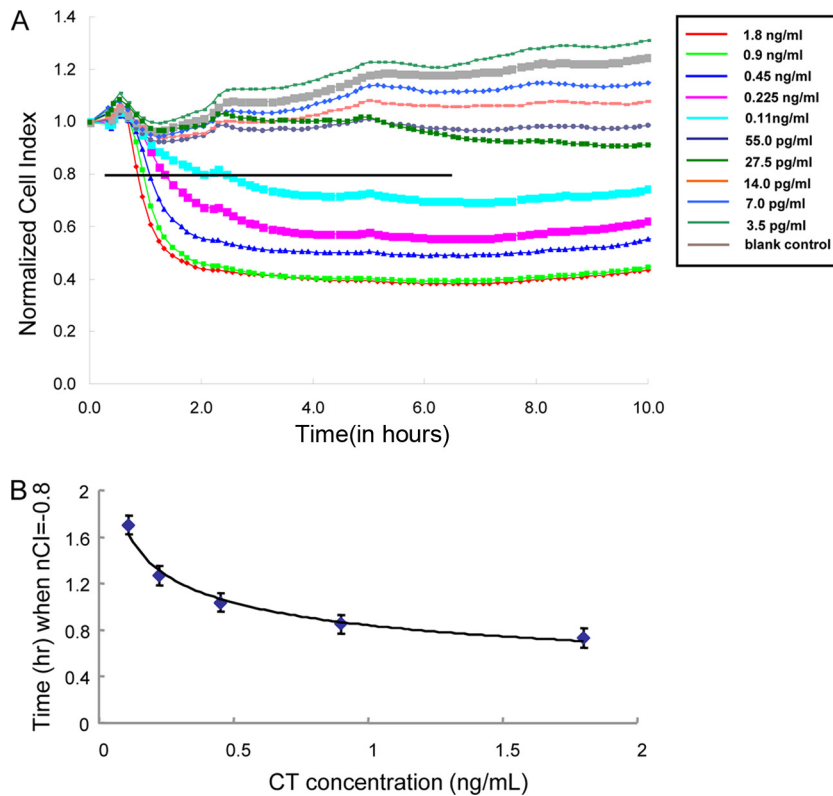 A
Normalized Cell Index
1.4
1.2
1.0
0.8
0.6
0.4
0.2
0.0
0.0 2.0 4.0 6.0 8.0 10.0
Time(in hours)
1.8 ng/ml
0.9 ng/ml
0.45 ng/ml
0.225 ng/ml
0.11ng/ml
55.0 pg/ml
27.5 pg/ml
14.0 pg/ml
7.0 pg/ml
3.5 pg/ml
blank control
B
Time (hr) when nCI=-0.8
2
1.6
1.2
0.8
0.4
0
0 0.5 1 1.5 2
CT concentration (ng/mL)